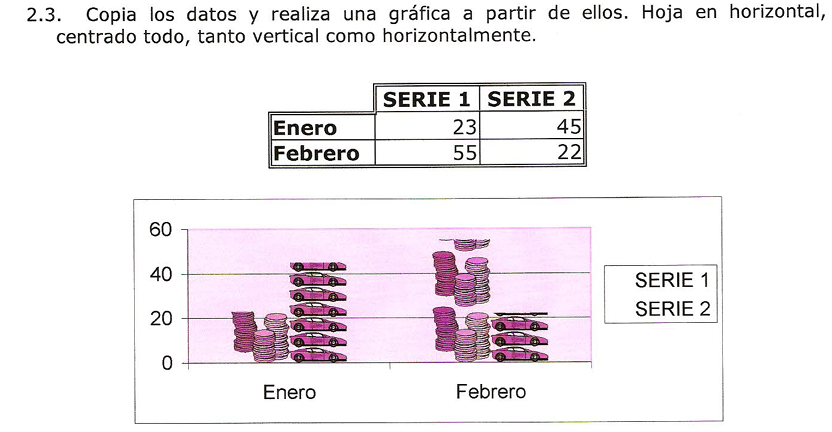 2.3. Copia los datos y realiza una gráfica a partir de ellos. Hoja en horizontal,
centrado todo, tanto vertical como horizontalmente.
SERIE 1 SERIE 2
Enero 23 45
Febrero 55 22
60
40
20
0
Enero Febrero
SERIE 1
SERIE 2